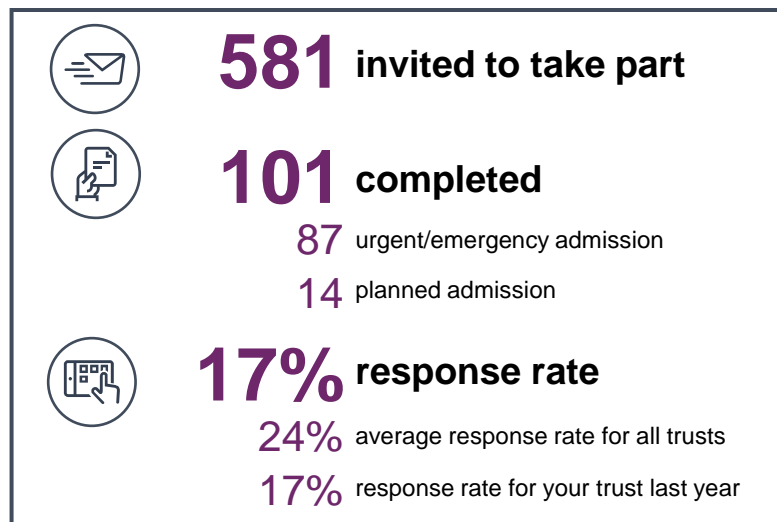 581 invited to take part
101 completed
87 urgent/emergency admission
14 planned admission
17% response rate
24% average response rate for all trusts
17% response rate for your trust last year